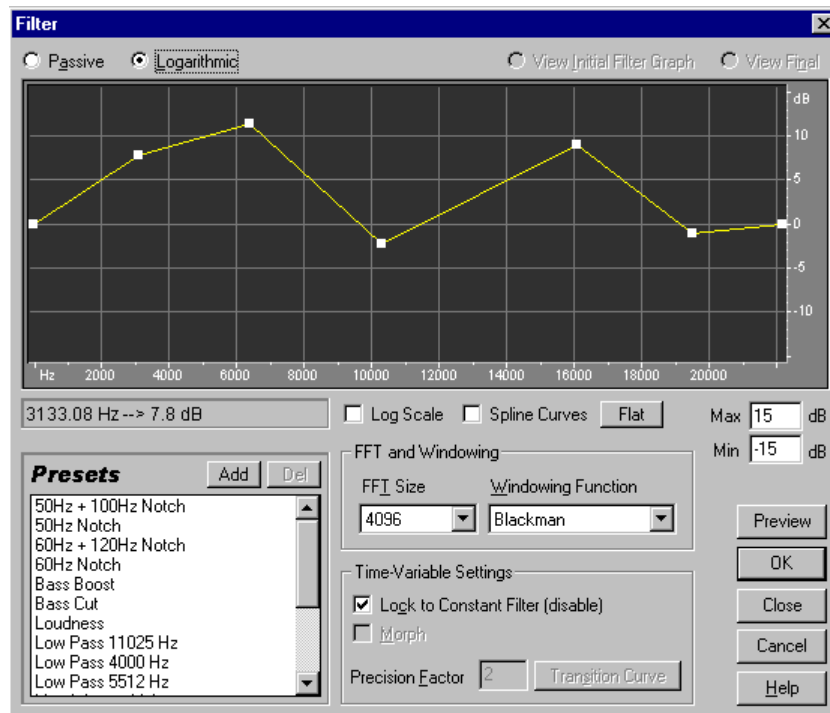 Filter
Passive Logarithmic View Initial Filter Graph View Final
dB
10
5
0
-5
-10
Hz 2000 4000 6000 8000 10000 12000 14000 16000 18000 20000
3133.08 Hz --> 7.8 dB
Log Scale Spline Curves Flat
Max 15 dB
Min -15 dB
Presets Add Del
50Hz + 100Hz Notch
50Hz Notch
60Hz + 120Hz Notch
60Hz Notch
Bass Boost
Bass Cut
Loudness
Low Pass 11025 Hz
Low Pass 4000 Hz
Low Pass 5512 Hz
FFT and Windowing
FFT Size Windowing Function
4096 Blackman
Time-Variable Settings
Lock to Constant Filter (disable)
Morph
Precision Factor 2 Transition Curve
Preview
OK
Close
Cancel
Help